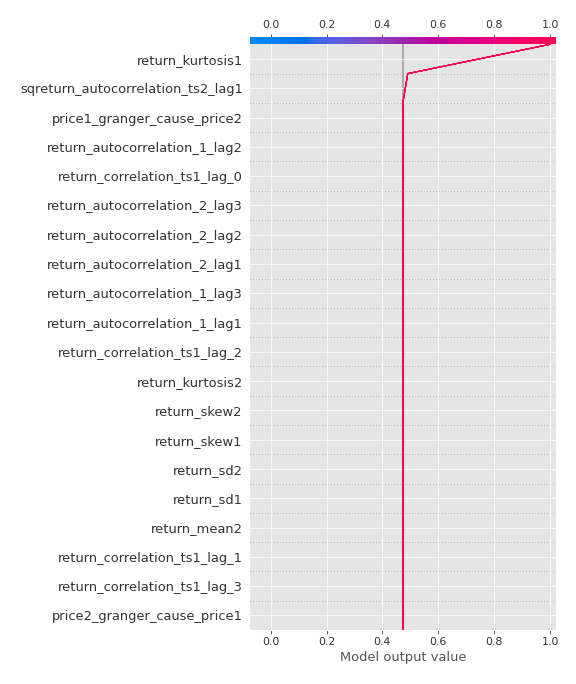 0.0 0.2 0.4 0.6 0.8 1.0
return_kurtosis1
sqreturn_autocorrelation_ts2_lag1
price1_granger_cause_price2
return_autocorrelation_1_lag2
return_correlation_ts1_lag_0
return_autocorrelation_2_lag3
return_autocorrelation_2_lag2
return_autocorrelation_2_lag1
return_autocorrelation_1_lag3
return_autocorrelation_1_lag1
return_correlation_ts1_lag_2
return_kurtosis2
return_skew2
return_skew1
return_sd2
return_sd1
return_mean2
return_correlation_ts1_lag_1
return_correlation_ts1_lag_3
price2_granger_cause_price1
0.0 0.2 0.4 0.6 0.8 1.0
Model output value